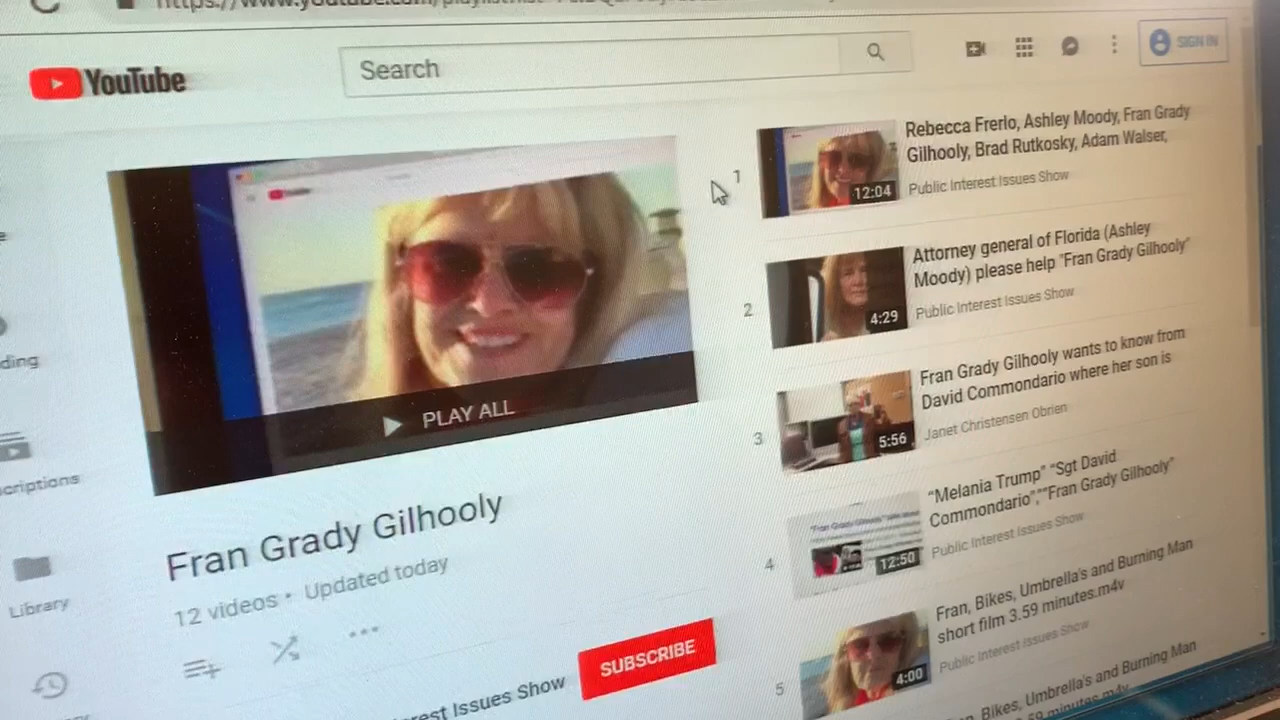 YouTube
Search
SIGN IN
PLAY ALL
Fran Grady Gilhooly
12 videos • Updated today
SUBSCRIBE
Issues Show
ding
criptions
Library
1
12:04
Rebecca Frerlo, Ashley Moody, Fran Grady
Gilhooly, Brad Rutkosky, Adam Walser,
Public Interest Issues Show
2
4:29
Attorney general of Florida (Ashley
Moody) please help "Fran Grady Gilhooly"
Public Interest Issues Show
3
5:56
Fran Grady Gilhooly wants to know from
David Commondario where her son is
Janet Christensen Obrien
4
12:50
“Melania Trump” “Sgt David
Commondario”,"“Fran Grady Gilhooly”
Public Interest Issues Show
5
4:00
Fran, Bikes, Umbrella's and Burning Man
short film 3.59 minutes.m4v
Public Interest Issues Show
Bikes, Umbrella's and Burning Man